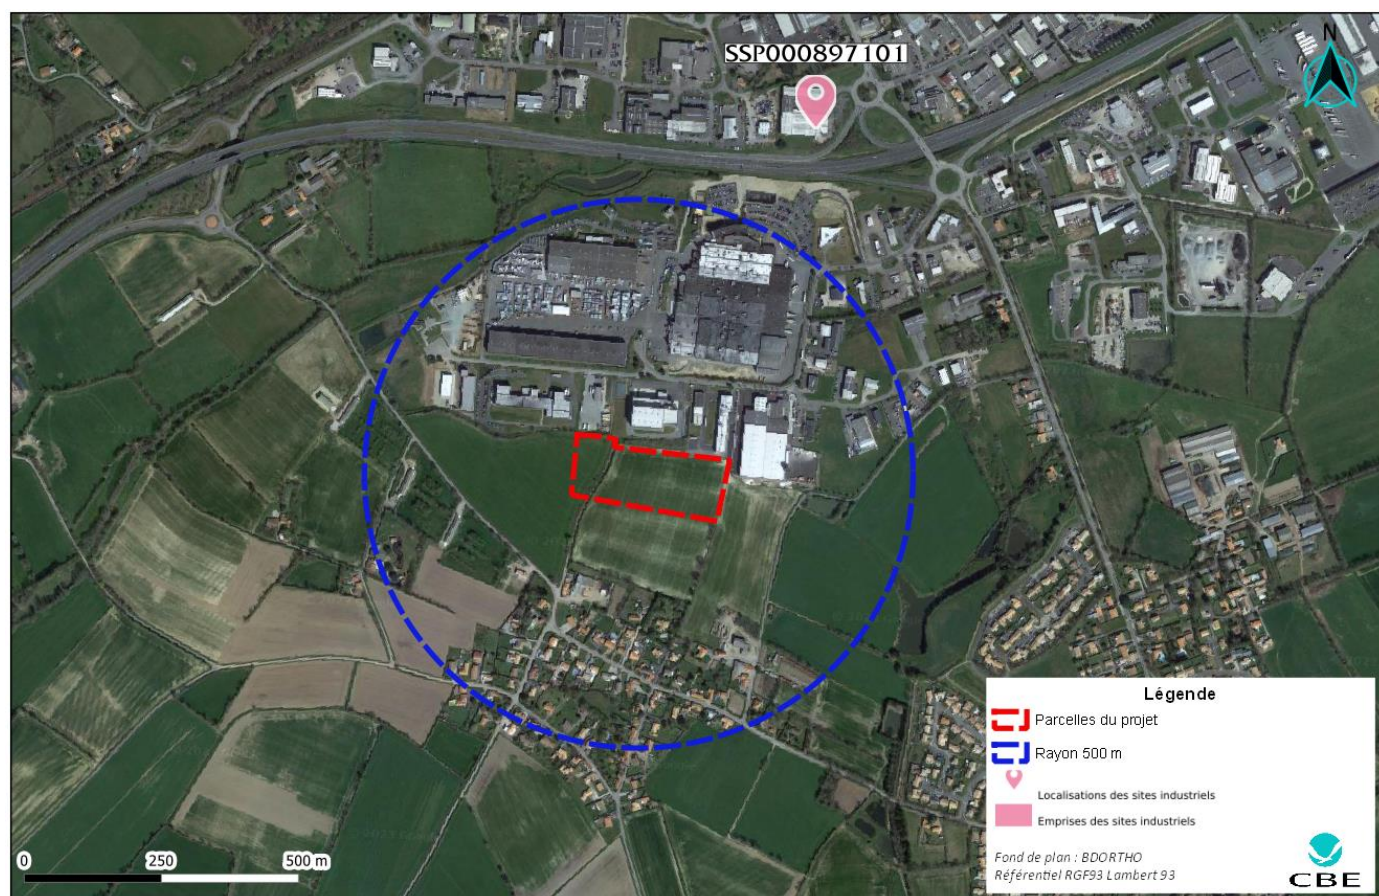 SSP000897101
N
Légende
Parcelles du projet
Rayon 500 m
Localisations des sites industriels
Emprises des sites industriels
Fond de plan : BDORTHO
Référentiel RGF93 Lambert 93
CBE
0 250 500 m